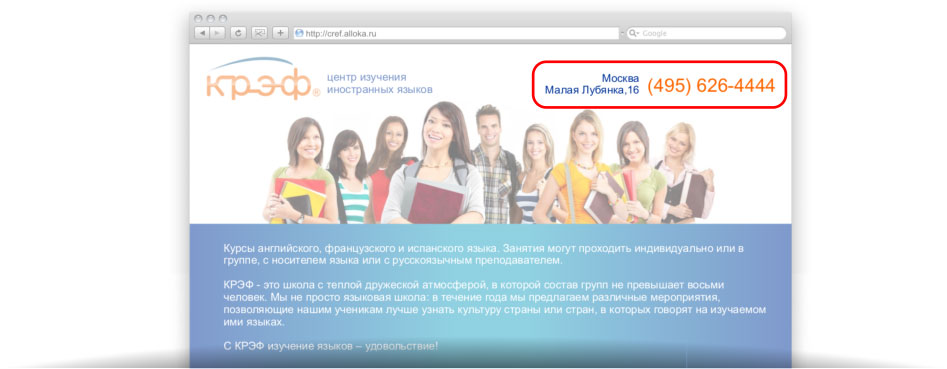 http://cref.alloka.ru
Google
крэф®
центр изучения
иностранных языков
Москва
Малая Лубянка,16
(495) 626-4444
Курсы английского, французского и испанского языка. Занятия могут проходить индивидуально или в
группе, с носителем языка или с русскоязычным преподавателем.
КРЭФ - это школа с теплой дружеской атмосферой, в которой состав групп не превышает восьми
человек. Мы не просто языковая школа: в течение года мы предлагаем различные мероприятия,
позволяющие нашим ученикам лучше узнать культуру страны или стран, в которых говорят на изучаемом
ими языках.
С КРЭФ изучение языков – удовольствие!